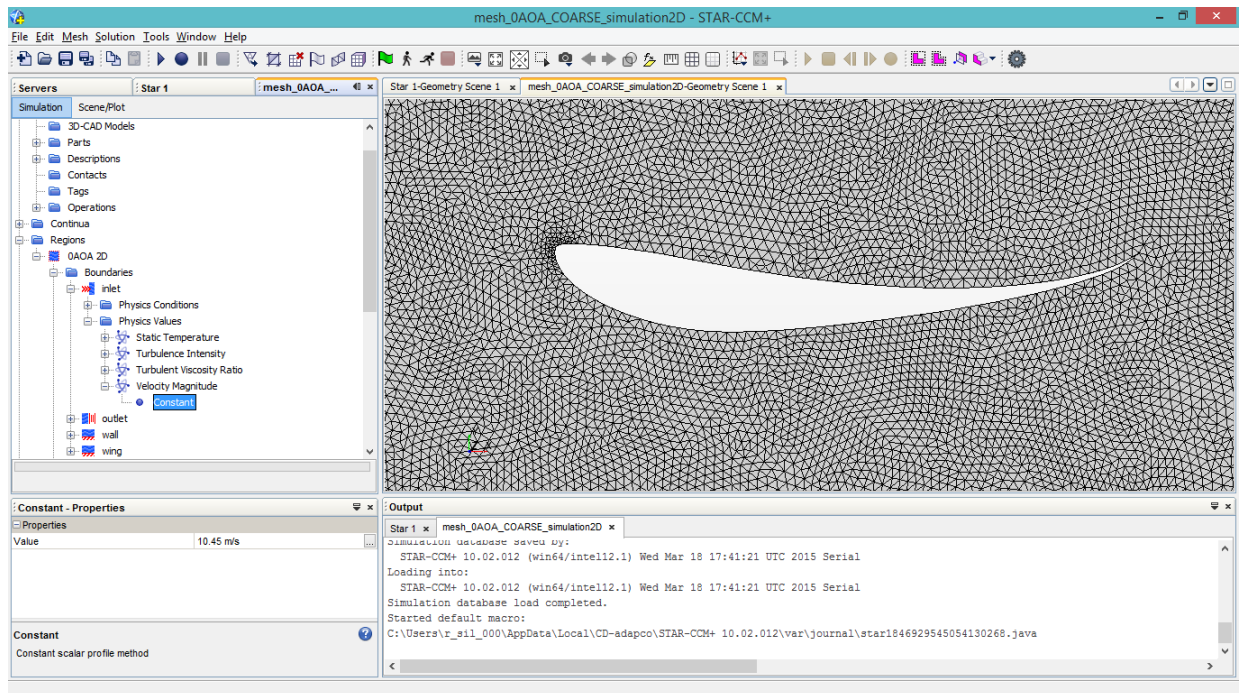 mesh_0AOA_COARSE_simulation2D - STAR-CCM+
File Edit Mesh Solution Tools Window Help
Servers
Star 1
mesh_0AOA_...
Star 1-Geometry Scene 1
mesh_0AOA_COARSE_simulation2D-Geometry Scene 1
Simulation
Scene/Plot
3D-CAD Models
Parts
Descriptions
Contacts
Tags
Operations
Continua
Regions
0AOA 2D
Boundaries
inlet
Physics Conditions
Physics Values
Static Temperature
Turbulence Intensity
Turbulent Viscosity Ratio
Velocity Magnitude
Constant
outlet
wall
wing
Constant - Properties
Properties
Value 10.45 m/s ...
Constant
Constant scalar profile method
Output
Star 1
mesh_0AOA_COARSE_simulation2D
Simulation database saved by:
STAR-CCM+ 10.02.012 (win64/intel12.1) Wed Mar 18 17:41:21 UTC 2015 Serial
Loading into:
STAR-CCM+ 10.02.012 (win64/intel12.1) Wed Mar 18 17:41:21 UTC 2015 Serial
Simulation database load completed.
Started default macro:
C:\Users\r_sil_000\AppData\Local\CD-adapco\STAR-CCM+ 10.02.012\var\journal\star1846929545054130268.java